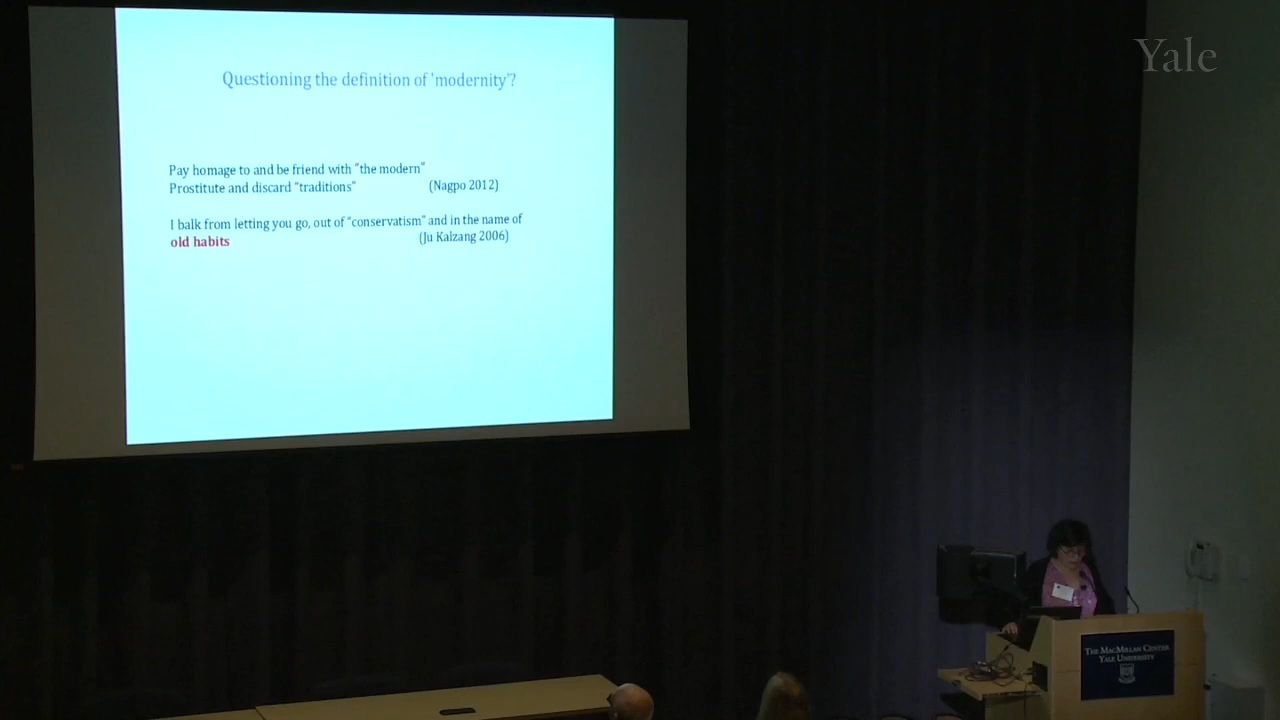 Yale
Questioning the definition of 'modernity'?
Pay homage to and be friend with "the modern"
Prostitute and discard "traditions" (Nagpo 2012)
I balk from letting you go, out of "conservatism" and in the name of
old habits (Ju Kalzang 2006)
THE MACMILLAN CENTER
YALE UNIVERSITY